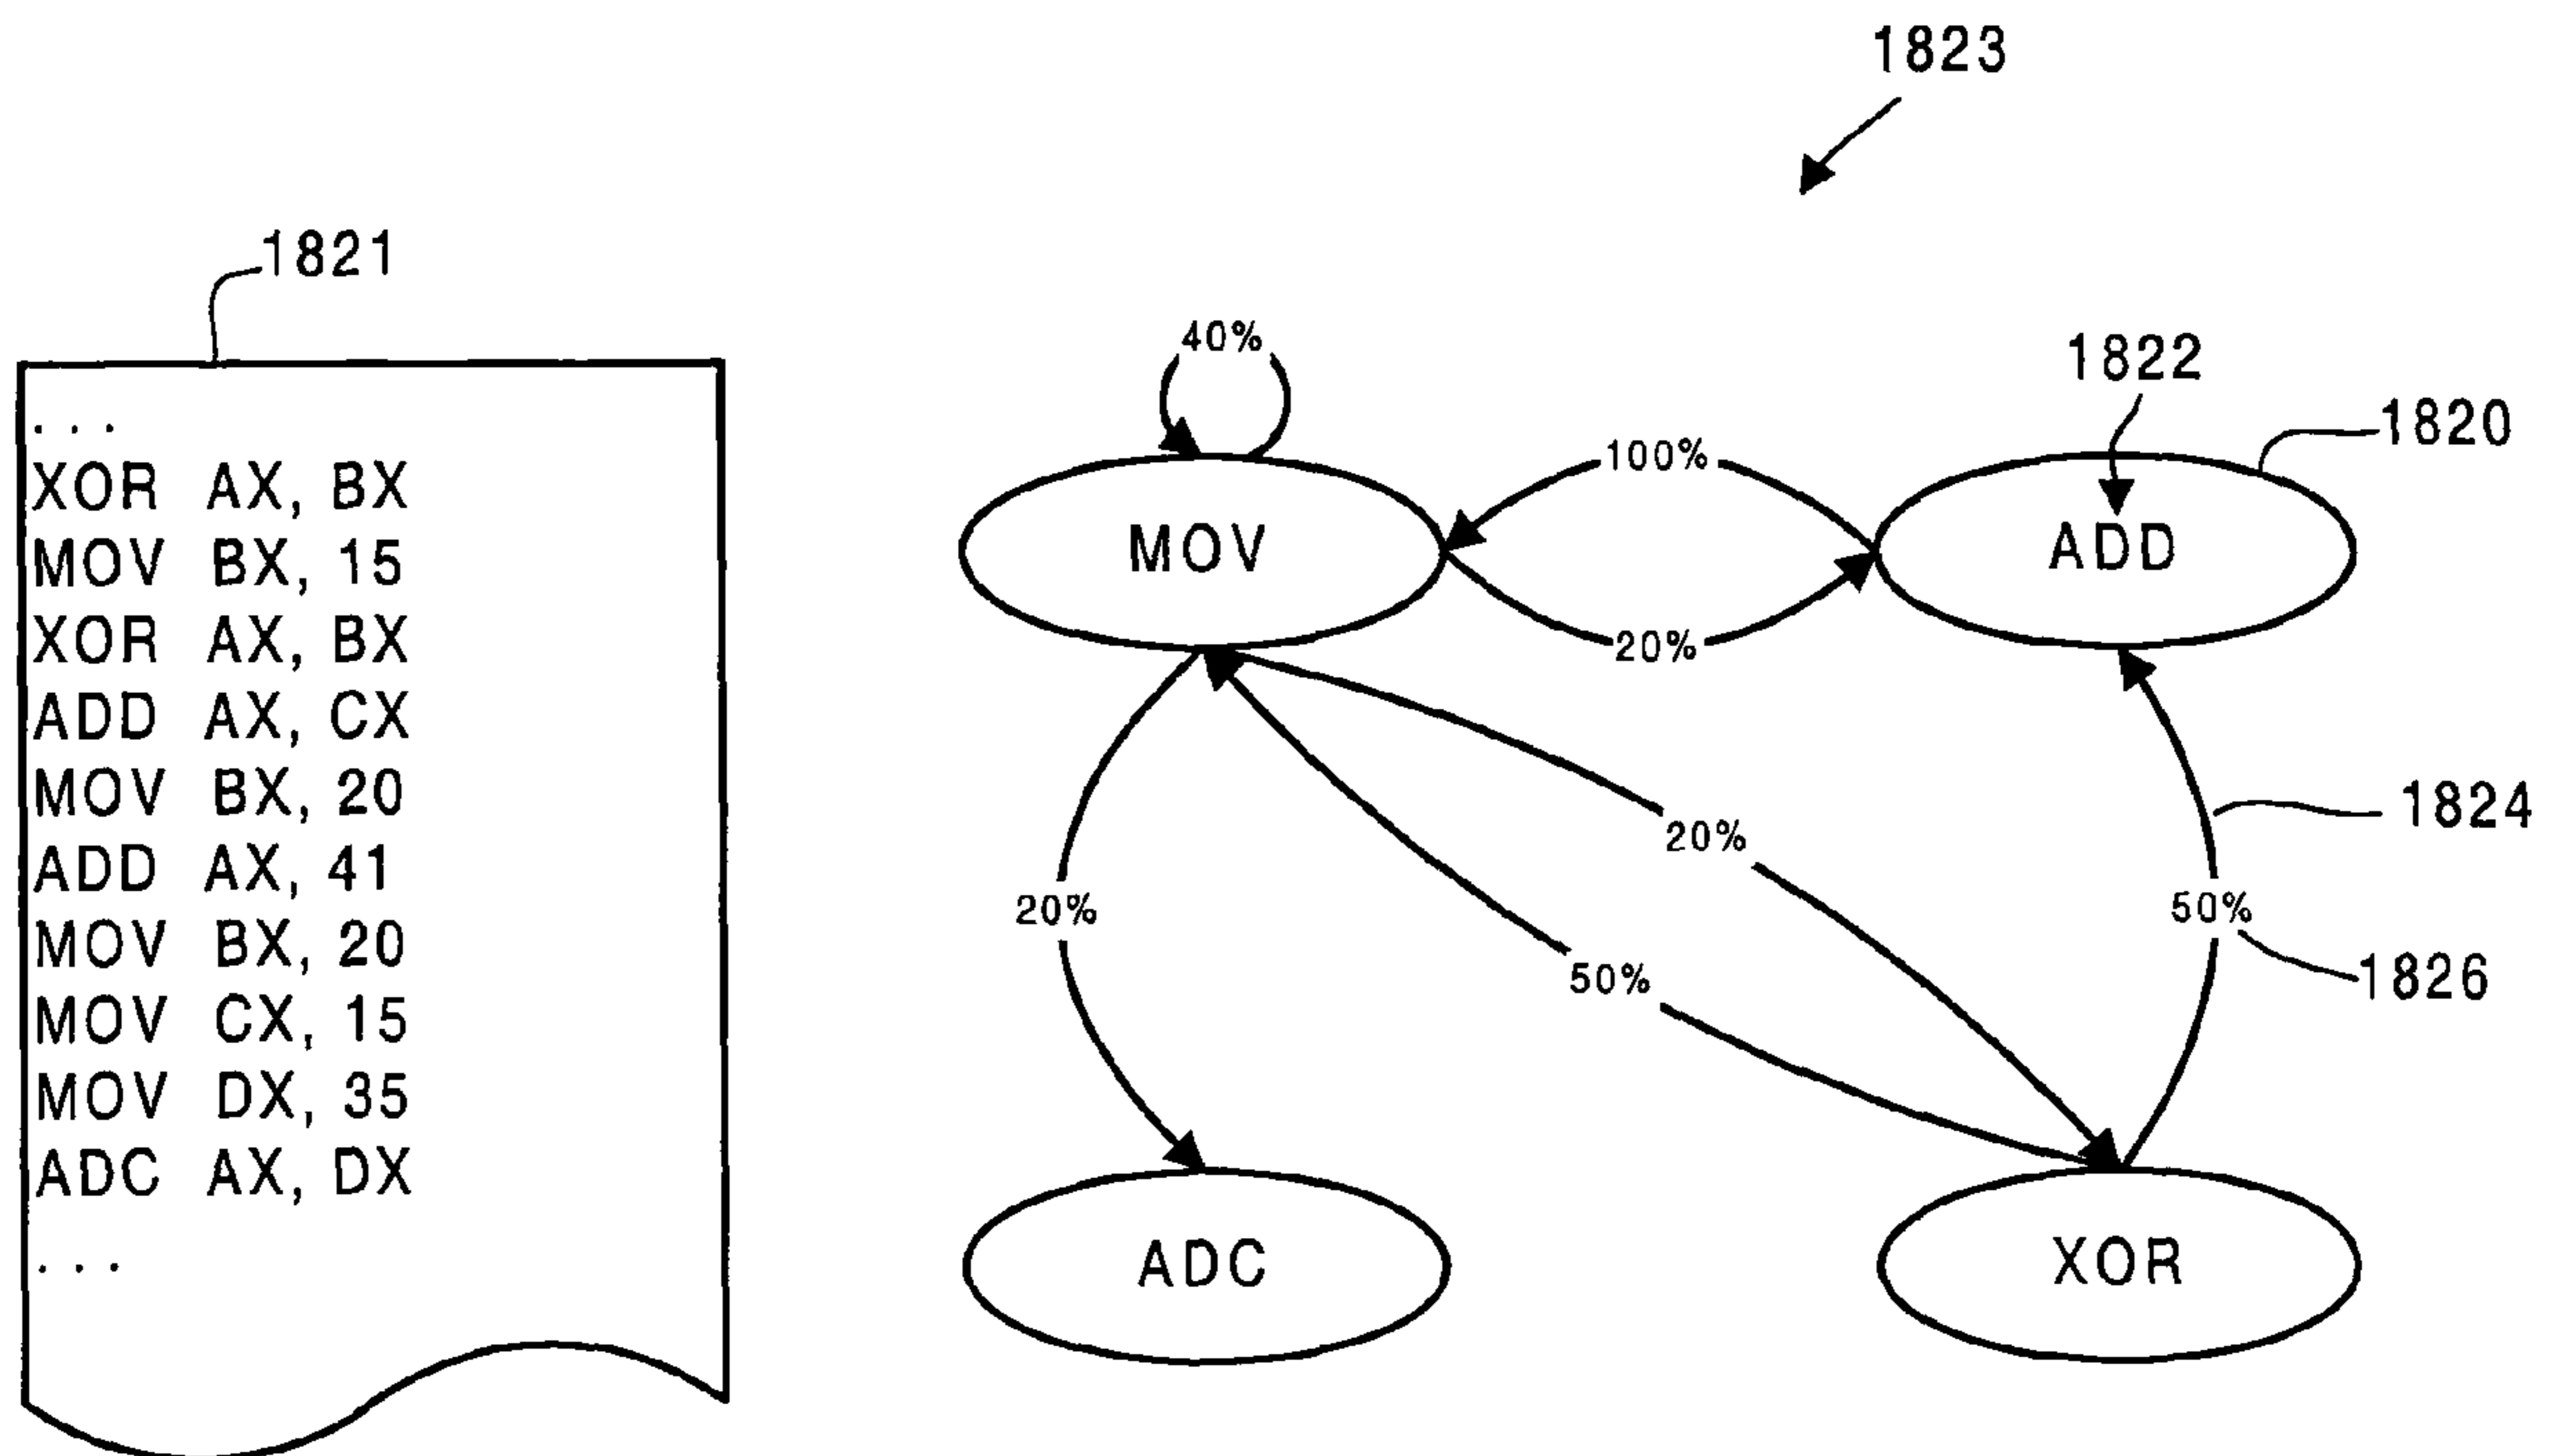 1823
1821
. . .
XOR AX, BX
MOV BX, 15
XOR AX, BX
ADD AX, CX
MOV BX, 20
ADD AX, 41
MOV BX, 20
MOV CX, 15
MOV DX, 35
ADC AX, DX
. . .
40%
1822
1820
100%
MOV
ADD
20%
1824
20%
20%
50%
50%
1826
ADC
XOR